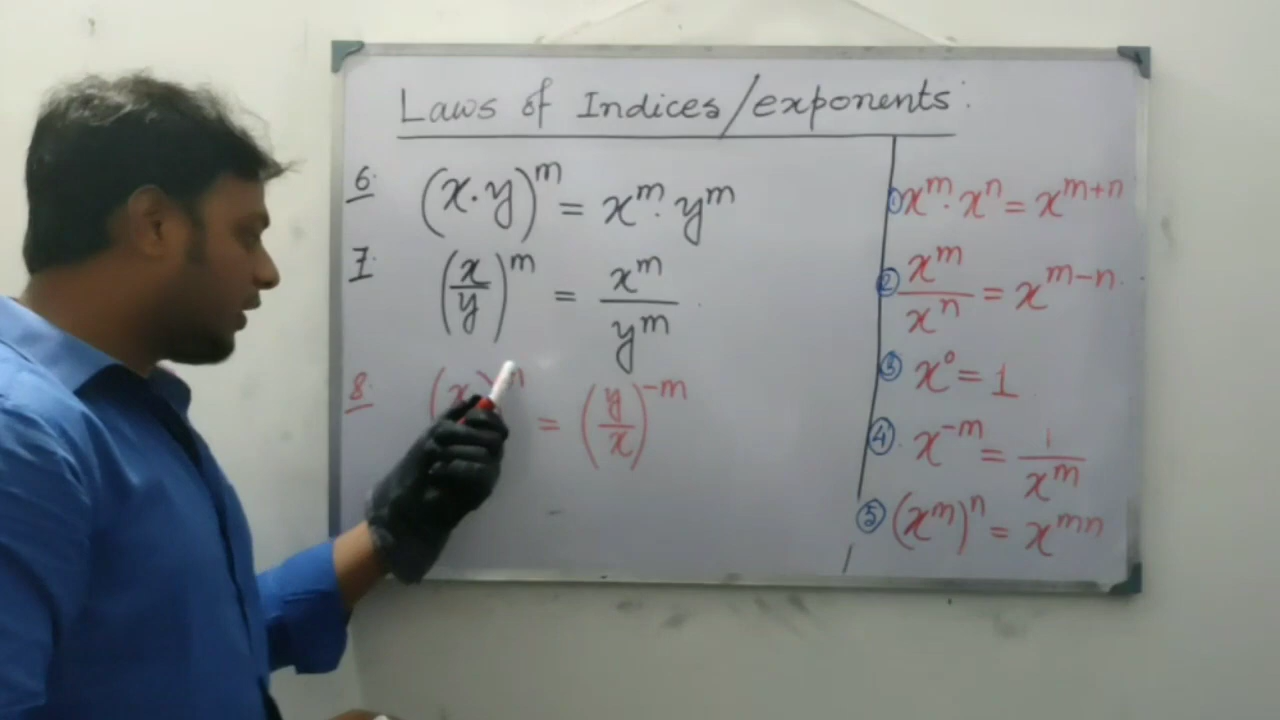 Laws of Indices/exponents:
6. (x·y)^m = x^m · y^m
7. (x/y)^m = x^m/y^m
8. (x = (y/x)^-m
① x^m · x^n = x^m+n
② x^m/x^n = x^m-n
③ x^0 = 1
④ x^-m = 1/x^m
⑤ (x^m)^n = x^mn